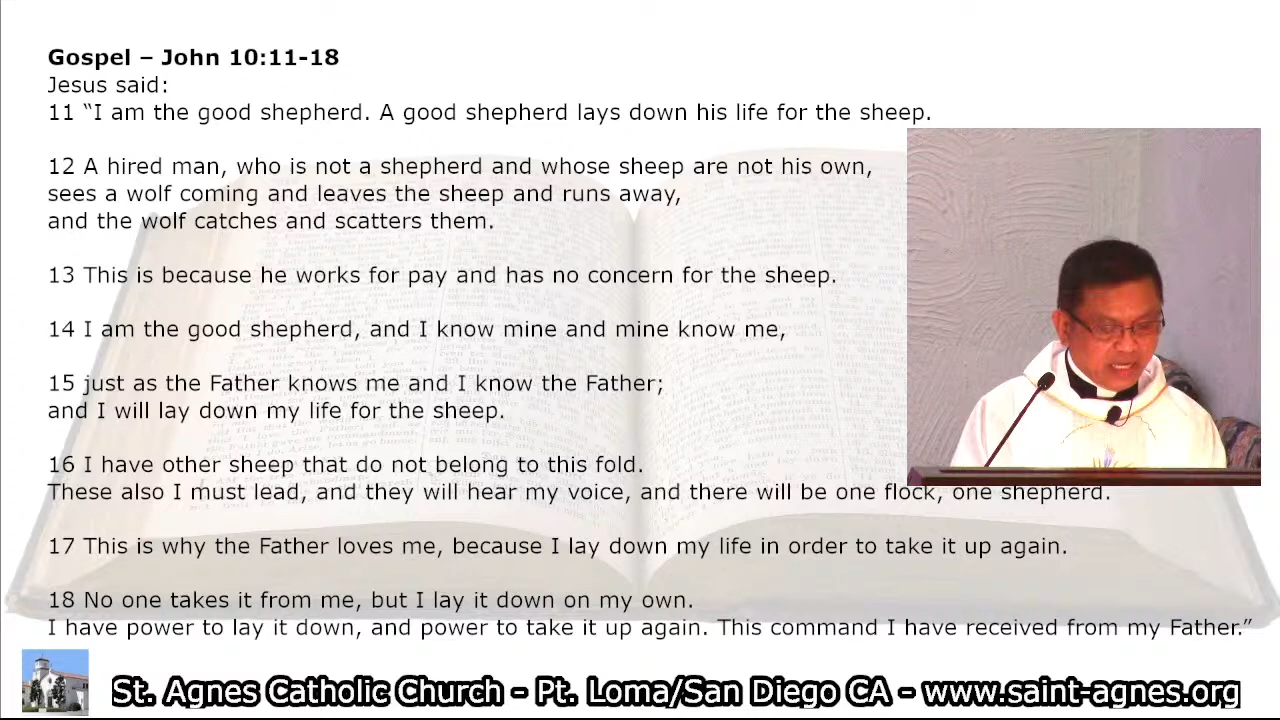 Gospel – John 10:11-18
Jesus said:
11 “I am the good shepherd. A good shepherd lays down his life for the sheep.
12 A hired man, who is not a shepherd and whose sheep are not his own,
sees a wolf coming and leaves the sheep and runs away,
and the wolf catches and scatters them.
13 This is because he works for pay and has no concern for the sheep.
14 I am the good shepherd, and I know mine and mine know me,
15 just as the Father knows me and I know the Father;
and I will lay down my life for the sheep.
16 I have other sheep that do not belong to this fold.
These also I must lead, and they will hear my voice, and there will be one flock, one shepherd.
17 This is why the Father loves me, because I lay down my life in order to take it up again.
18 No one takes it from me, but I lay it down on my own.
I have power to lay it down, and power to take it up again. This command I have received from my Father.”
St. Agnes Catholic Church - Pt. Loma/San Diego CA - www.saint-agnes.org